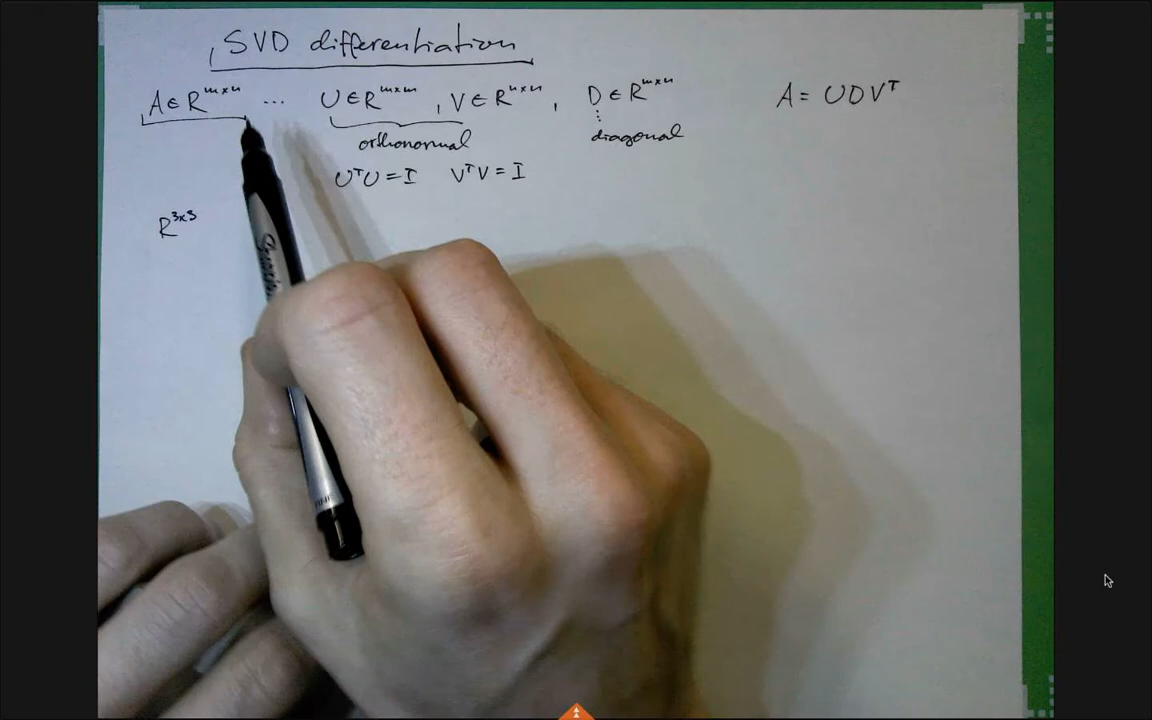 SVD differentiation
A ∈ R^{m×n} ... U ∈ R^{m×m}, V ∈ R^{n×n}, D ∈ R^{m×n} A = UDV^T
orthonormal diagonal
U^TU = I V^TV = I
R^{3×3}